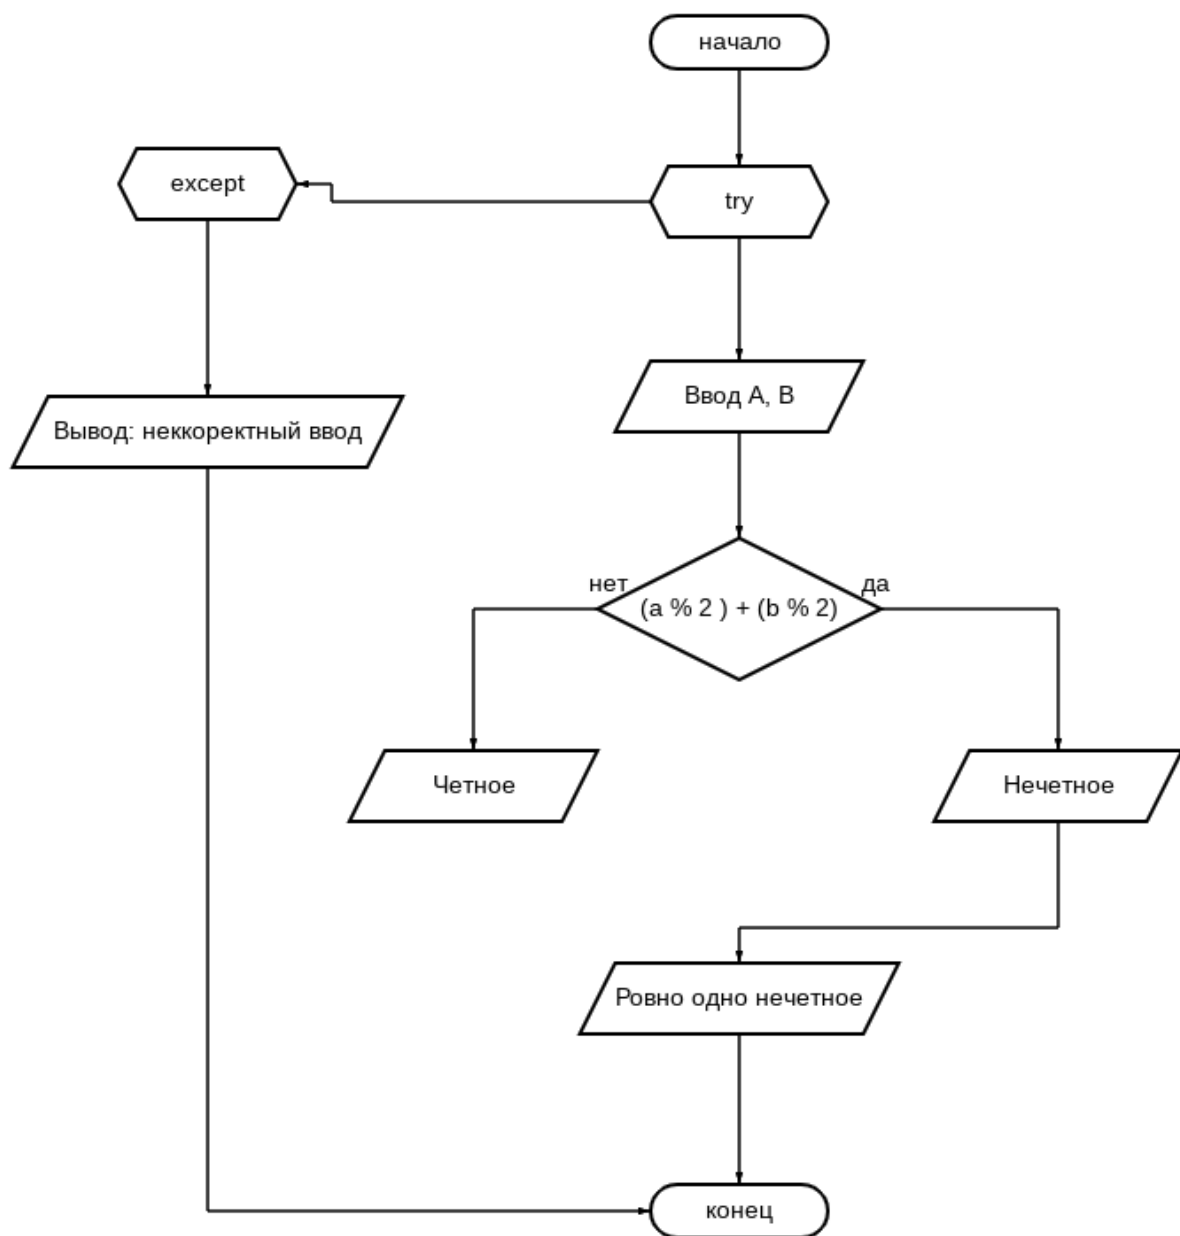 начало
except
try
Ввод A, B
Вывод: неккоректный ввод
нет
да
(a % 2 ) + (b % 2)
Четное
Нечетное
Ровно одно нечетное
конец